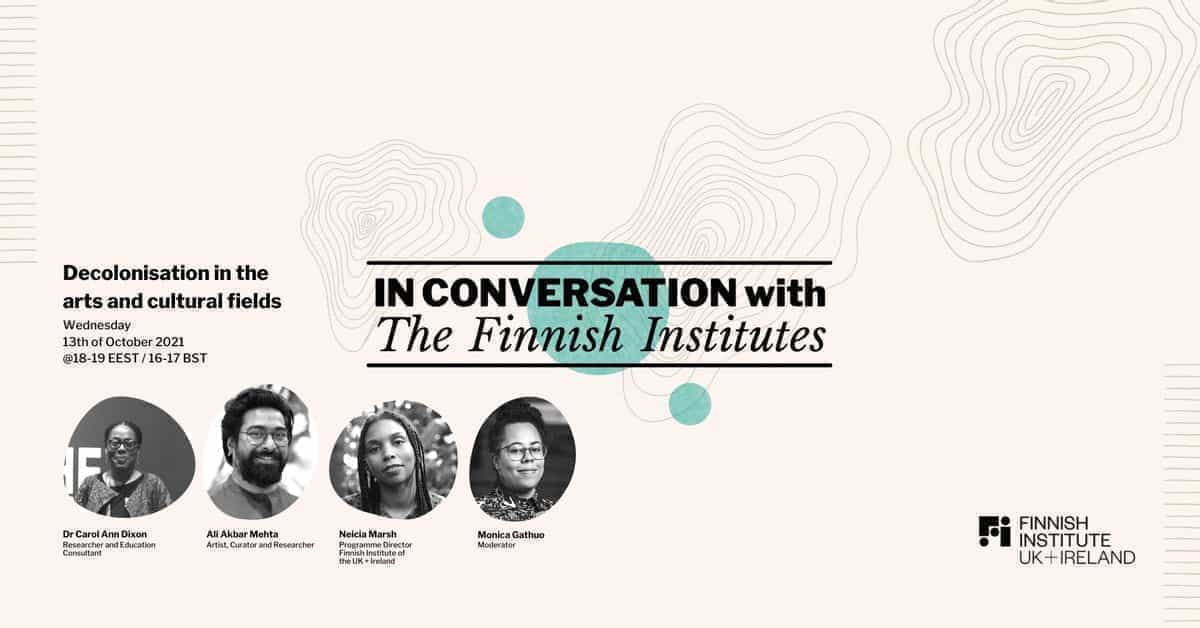 Decolonisation in the
arts and cultural fields
Wednesday
13th of October 2021
@18-19 EEST / 16-17 BST
IN CONVERSATION with
The Finnish Institutes
HE
Dr Carol Ann Dixon
Researcher and Education
Consultant
Ali Akbar Mehta
Artist, Curator and Researcher
Neicia Marsh
Programme Director
Finnish Institute of
the UK + Ireland
Monica Gathuo
Moderator
FINNISH
INSTITUTE
UK+IRELAND